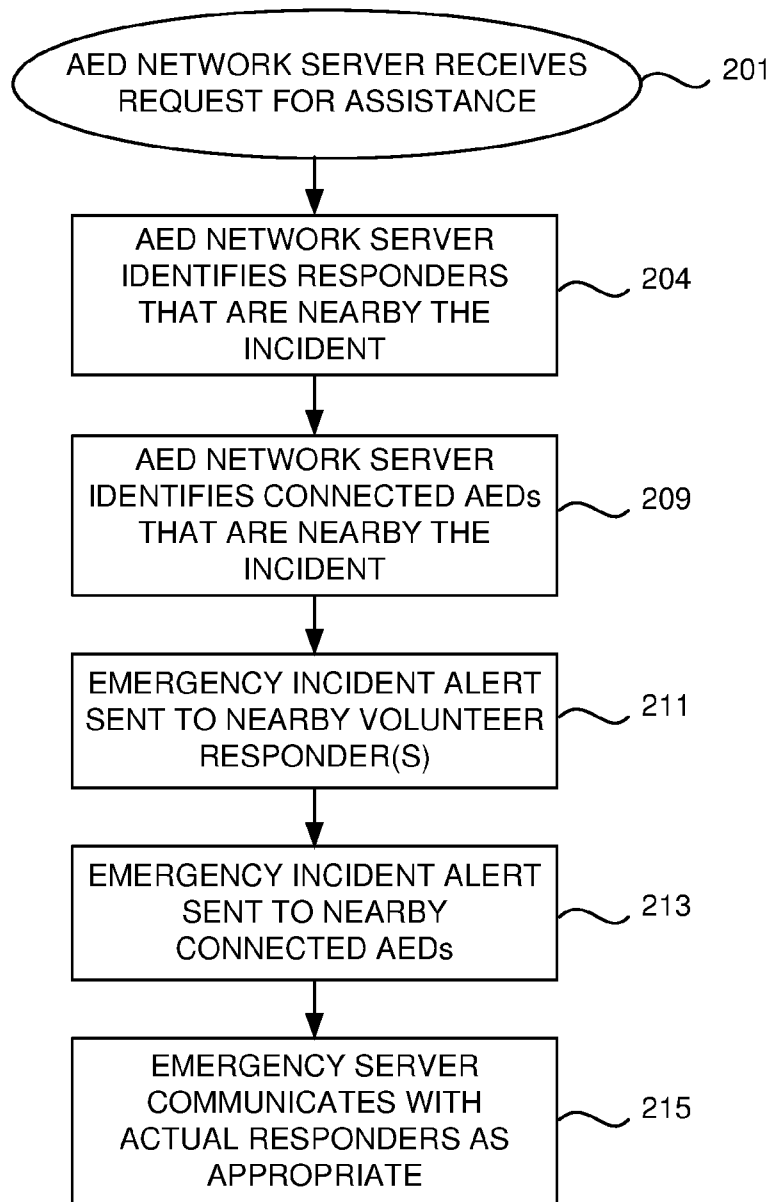 AED NETWORK SERVER RECEIVES
REQUEST FOR ASSISTANCE
201
AED NETWORK SERVER
IDENTIFIES RESPONDERS
THAT ARE NEARBY THE
INCIDENT
204
AED NETWORK SERVER
IDENTIFIES CONNECTED AEDs
THAT ARE NEARBY THE
INCIDENT
209
EMERGENCY INCIDENT ALERT
SENT TO NEARBY VOLUNTEER
RESPONDER(S)
211
EMERGENCY INCIDENT ALERT
SENT TO NEARBY
CONNECTED AEDs
213
EMERGENCY SERVER
COMMUNICATES WITH
ACTUAL RESPONDERS AS
APPROPRIATE
215